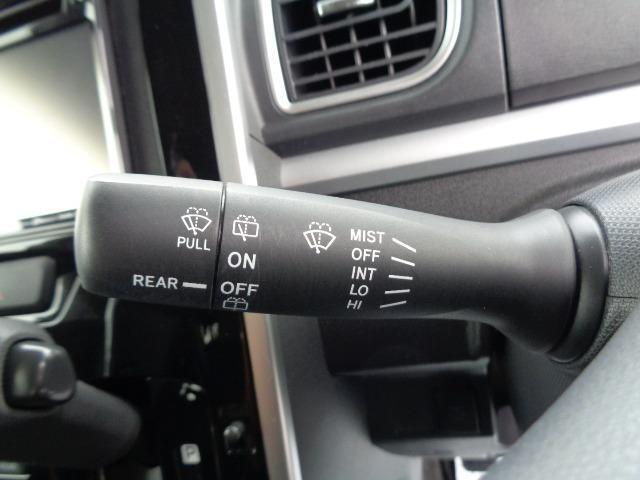 PULL
REAR
ON
OFF
MIST
OFF
INT
LO
HI
P